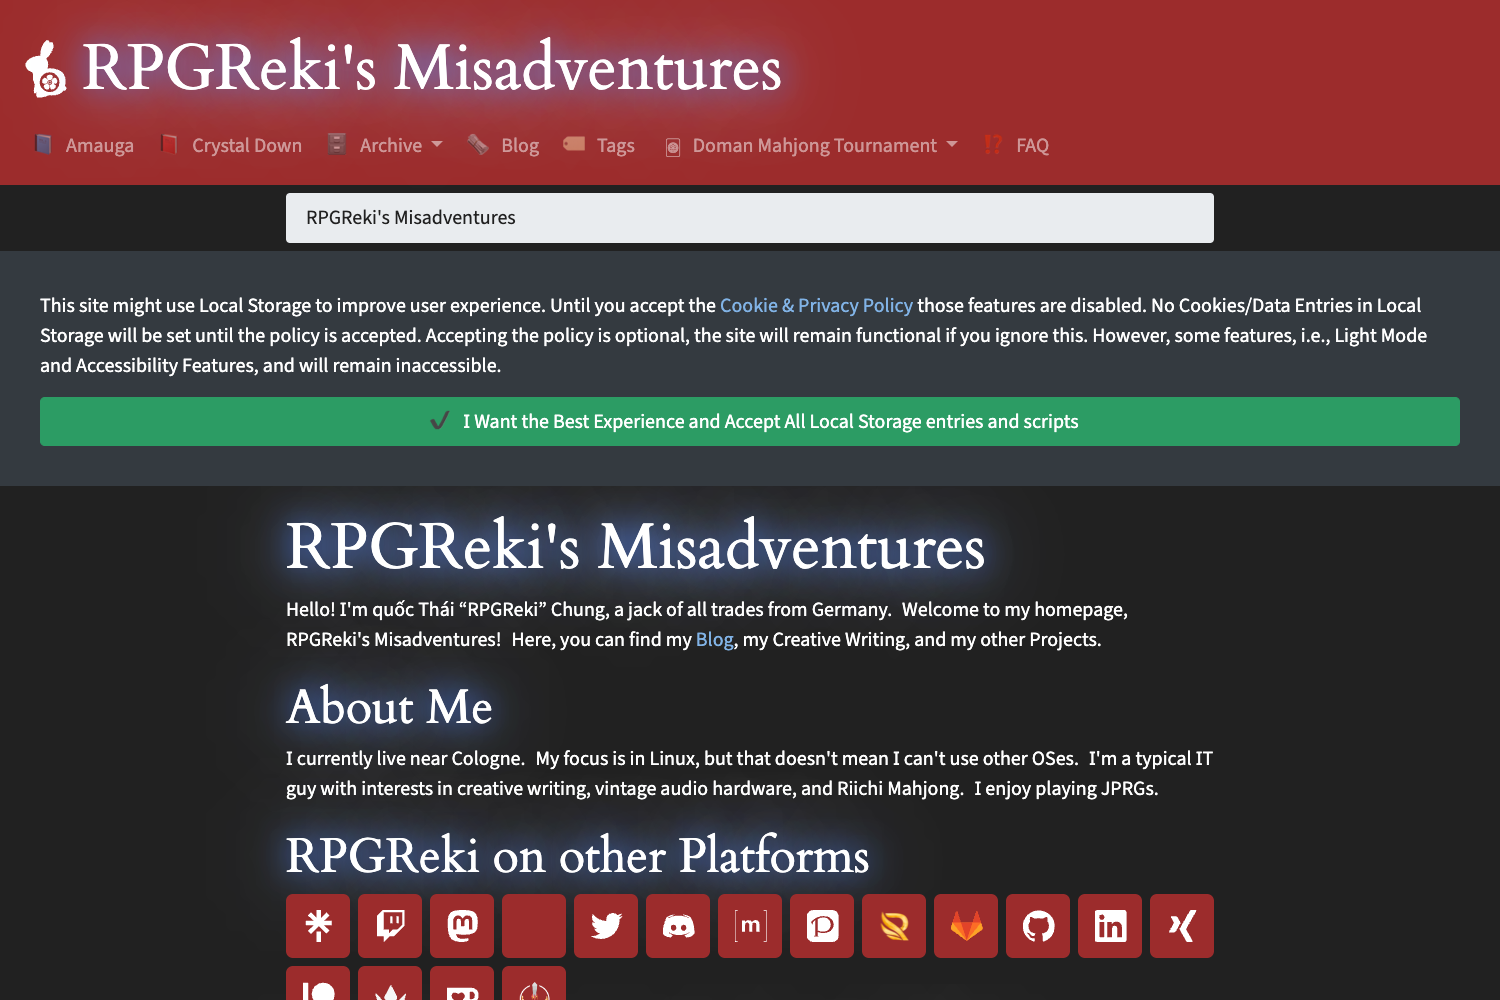 RPGReki's Misadventures
Amauga Crystal Down Archive Blog Tags Doman Mahjong Tournament FAQ
RPGReki's Misadventures
This site might use Local Storage to improve user experience. Until you accept the Cookie & Privacy Policy those features are disabled. No Cookies/Data Entries in Local
Storage will be set until the policy is accepted. Accepting the policy is optional, the site will remain functional if you ignore this. However, some features, i.e., Light Mode
and Accessibility Features, and will remain inaccessible.
I Want the Best Experience and Accept All Local Storage entries and scripts
RPGReki's Misadventures
Hello! I'm quốc Thái “RPGReki” Chung, a jack of all trades from Germany. Welcome to my homepage,
RPGReki's Misadventures! Here, you can find my Blog, my Creative Writing, and my other Projects.
About Me
I currently live near Cologne. My focus is in Linux, but that doesn't mean I can't use other OSes. I'm a typical IT
guy with interests in creative writing, vintage audio hardware, and Riichi Mahjong. I enjoy playing JPRGs.
RPGReki on other Platforms